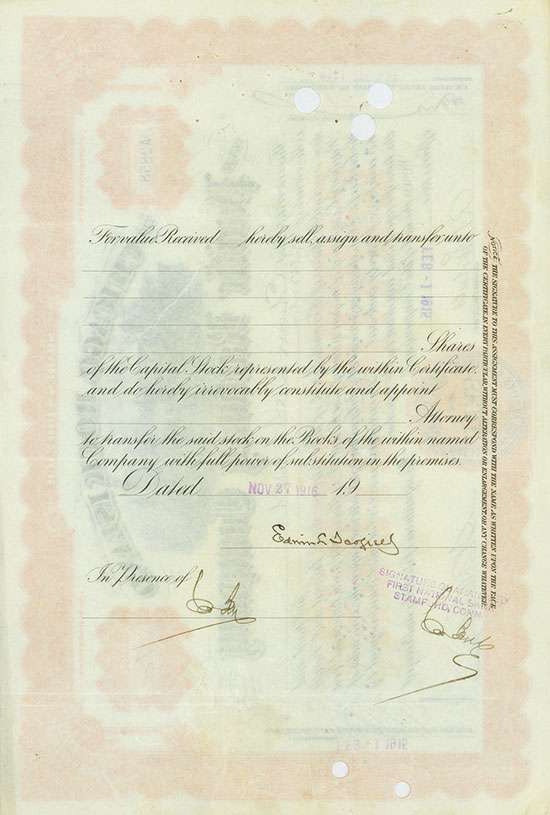 For value Received hereby sell, assign and transfer unto
Shares
of the Capital Stock represented by the within Certificate
and do hereby irrevocably constitute and appoint
Attorney
to transfer the said stock on the Books of the within named
Company with full power of substitution in the premises.
Dated NOV 27 1916 19
Edwin L
In Presence of
SIGNATURE
FIRST NATIONAL
STAMFORD, CONN
Notice. THE SIGNATURE TO THIS ASSIGNMENT MUST CORRESPOND WITH THE NAME AS WRITTEN UPON THE FACE
OF THE CERTIFICATE IN EVERY PARTICULAR WITHOUT ALTERATION OR ENLARGEMENT OR ANY CHANGE WHATEVER.